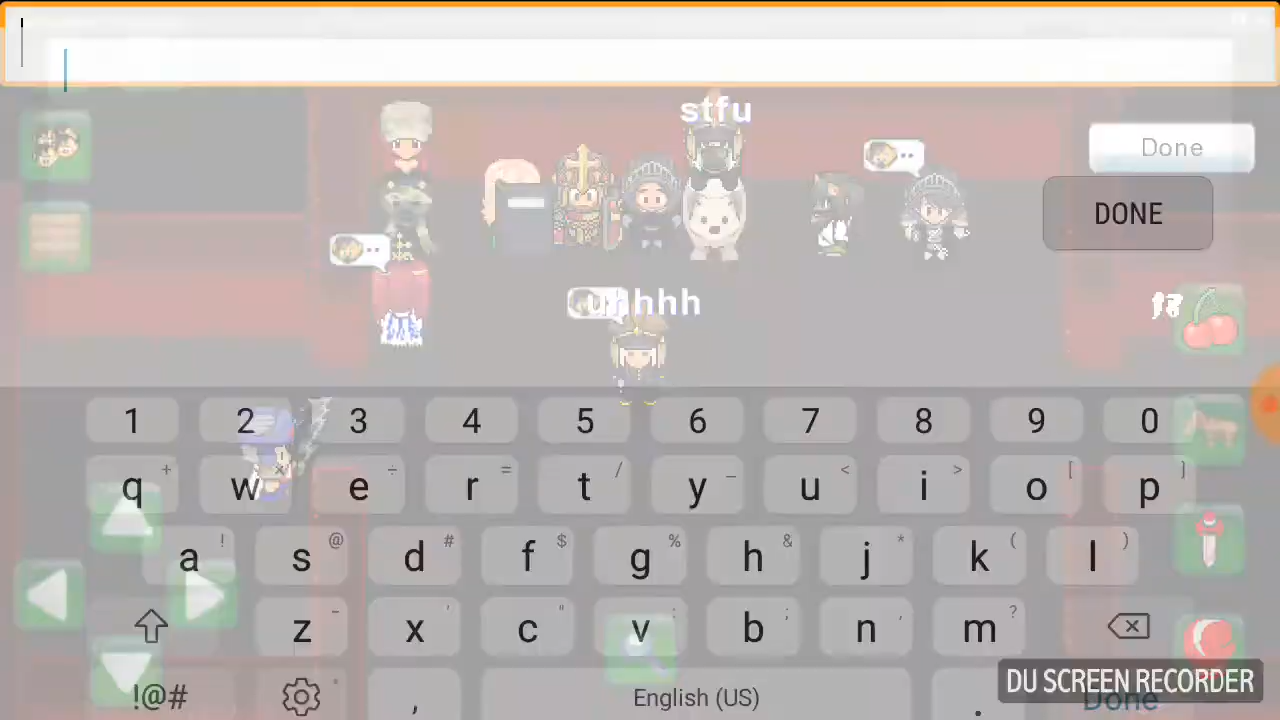 stfu
Done
DONE
uhhhh
1 2 3 4 5 6 7 8 9 0
q + w e ÷ r = t / y _ u < i > o [ p ]
a ! s @ d # f $ g % h & j * k ( l )
z - x ' c " v : b ; n , m ?
!@# , English (US) . Done
DU SCREEN RECORDER